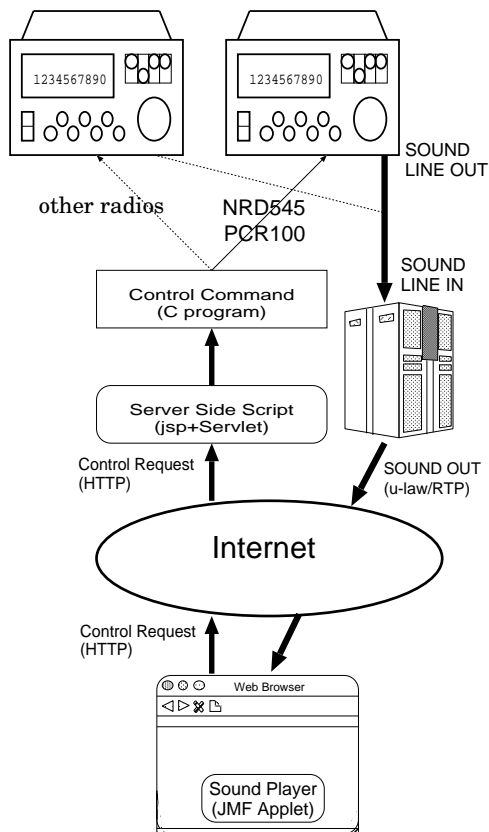 1234567890
1234567890
SOUND
LINE OUT
other radios
NRD545
PCR100
SOUND
LINE IN
Control Command
(C program)
Server Side Script
(jsp+Servlet)
Control Request
(HTTP)
SOUND OUT
(u-law/RTP)
Internet
Control Request
(HTTP)
Web Browser
Sound Player
(JMF Applet)